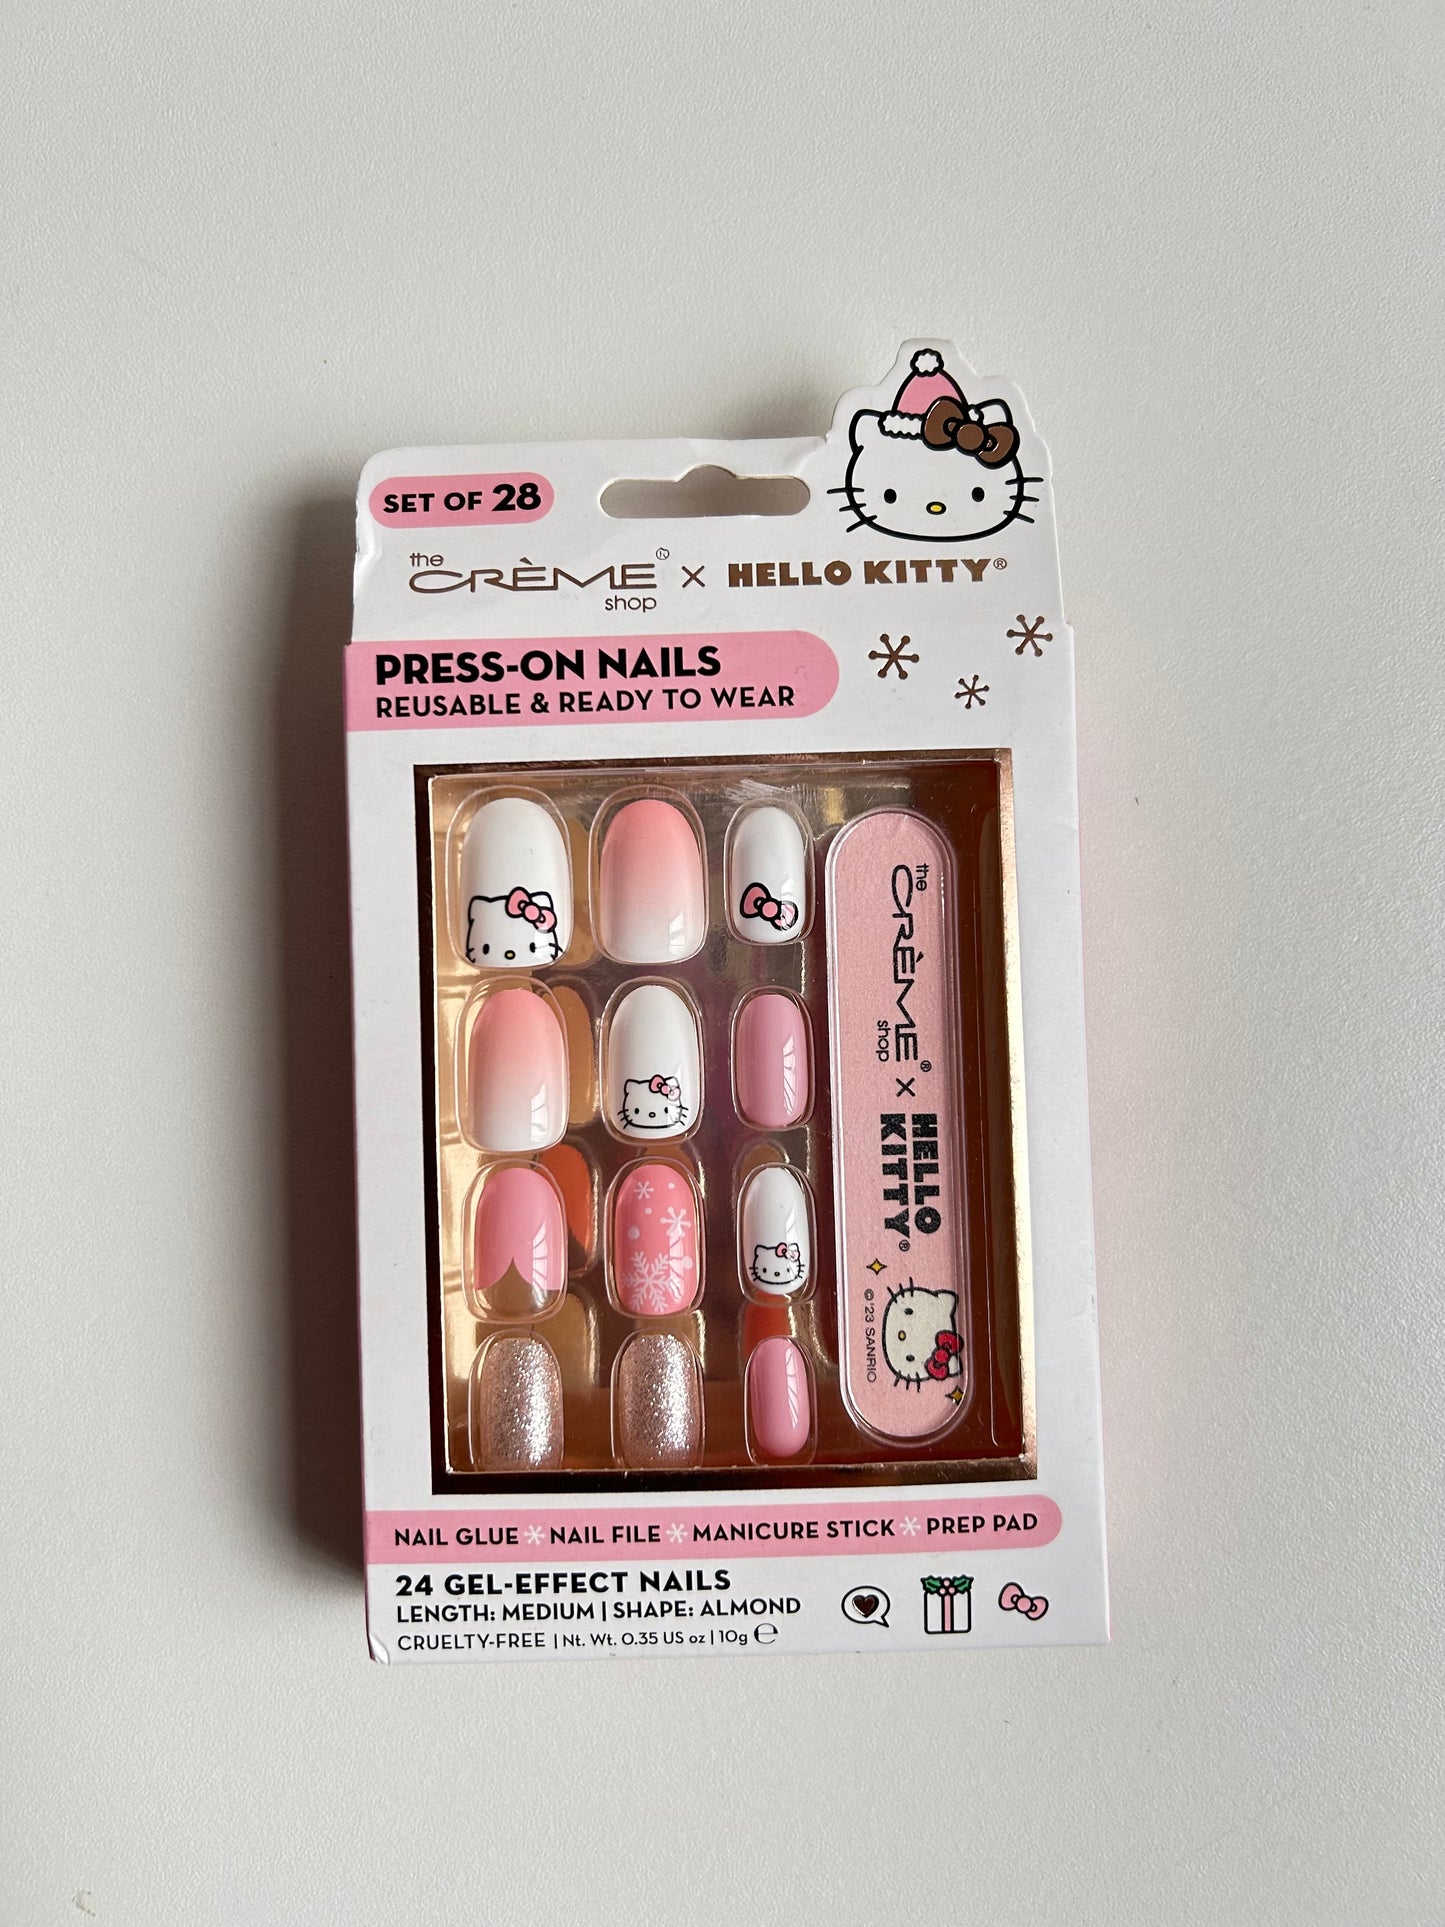 SET OF 28
the CRÈME® shop × HELLO KITTY®
PRESS-ON NAILS
REUSABLE & READY TO WEAR
the CRÈME® shop × HELLO KITTY®
© '23 SANRIO
NAIL GLUE NAIL FILE MANICURE STICK PREP PAD
24 GEL-EFFECT NAILS
LENGTH: MEDIUM | SHAPE: ALMOND
CRUELTY-FREE | Nt. Wt. 0.35 US oz | 10g ℮